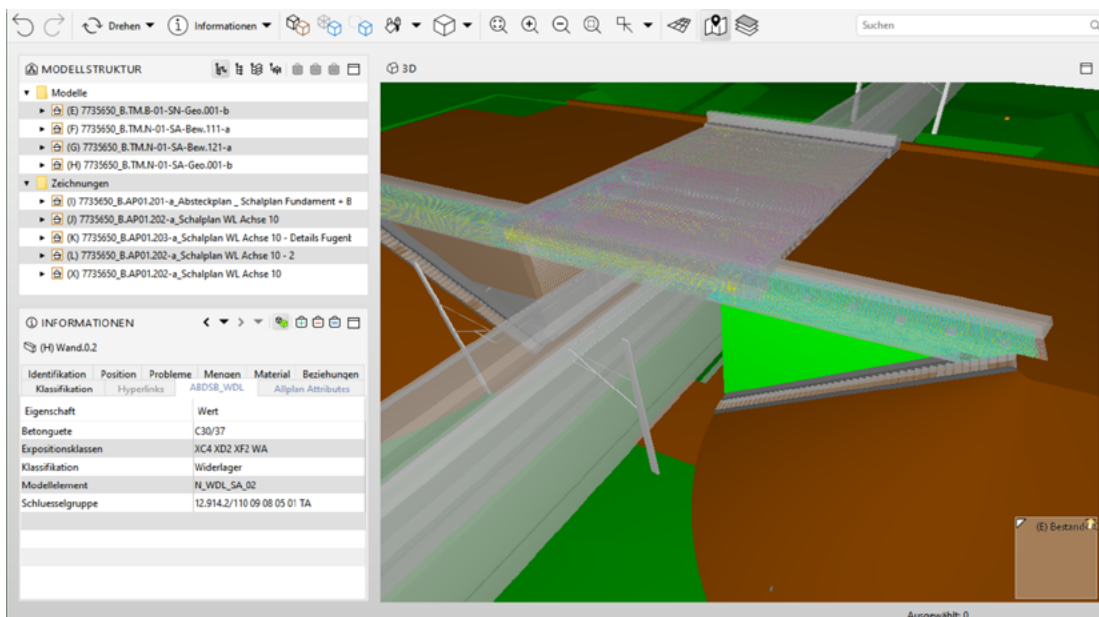 Drehen
Informationen
Suchen
MODELLSTRUKTUR
3D
Modelle
(E) 7735650_B.TM.B-01-SN-Geo.001-b
(F) 7735650_B.TM.N-01-SA-Bew.111-a
(G) 7735650_B.TM.N-01-SA-Bew.121-a
(H) 7735650_B.TM.N-01-SA-Geo.001-b
Zeichnungen
(I) 7735650_B.AP01.201-a_Absteckplan _ Schalplan Fundament + B
(J) 7735650_B.AP01.202-a_Schalplan WL Achse 10
(K) 7735650_B.AP01.203-a_Schalplan WL Achse 10 - Details Fugenb
(L) 7735650_B.AP01.202-a_Schalplan WL Achse 10 - 2
(X) 7735650_B.AP01.202-a_Schalplan WL Achse 10
INFORMATIONEN
(H) Wand.0.2
Identifikation Position Probleme Mengen Material Beziehungen
Klassifikation Hyperlinks ABDSB_WDL Allplan Attributes
Eigenschaft Wert
Betonguete C30/37
Expositionsklassen XC4 XD2 XF2 WA
Klassifikation Widerlager
Modellelement N_WDL_SA_02
Schluesselgruppe 12.914.2/110 09 08 05 01 TA
(E) Bestand
Ausgewählt: 0